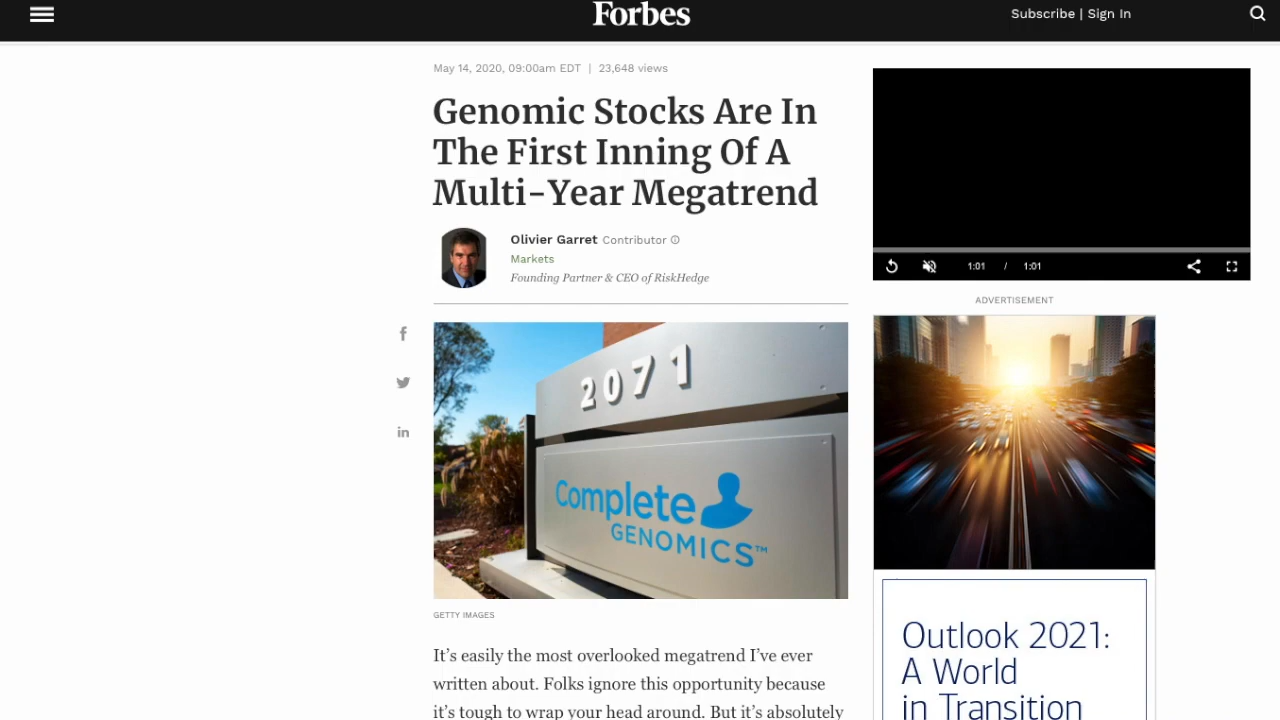 Forbes
Subscribe | Sign In
May 14, 2020, 09:00am EDT | 23,648 views
Genomic Stocks Are In
The First Inning Of A
Multi-Year Megatrend
Olivier Garret Contributor
Markets
Founding Partner & CEO of RiskHedge
1:01 / 1:01
ADVERTISEMENT
2071
Complete
GENOMICS™
GETTY IMAGES
It's easily the most overlooked megatrend I've ever
written about. Folks ignore this opportunity because
it's tough to wrap your head around. But it's absolutely
Outlook 2021:
A World
in Transition